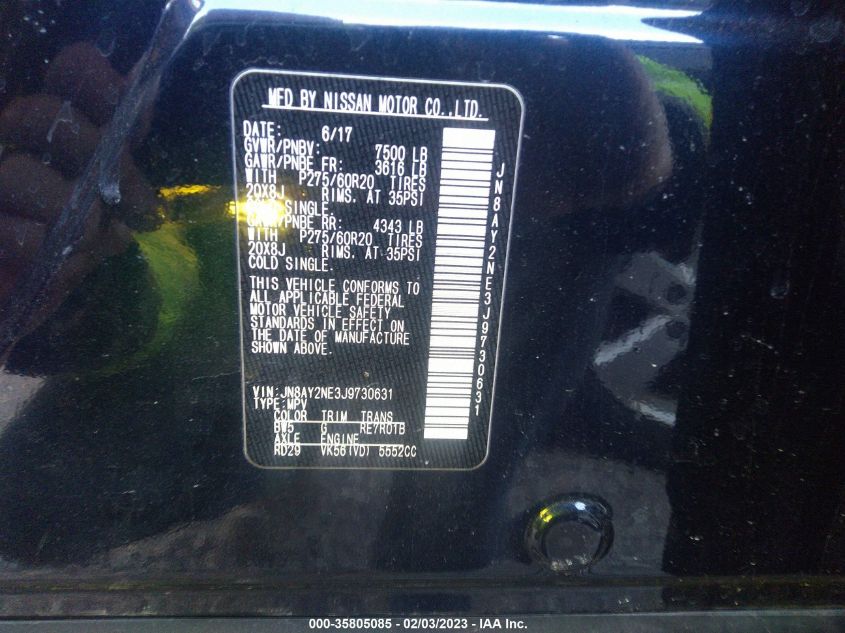 MFD BY NISSAN MOTOR CO.,LTD.
DATE: 6/17
GVWR/PNBV: 7500 LB
GAWR/PNBE FR: 3616 LB
WITH P275/60R20 TIRES
20X8J RIMS. AT 35PSI
COLD SINGLE.
GAWR/PNBE RR: 4343 LB
WITH P275/60R20 TIRES
20X8J RIMS. AT 35PSI
COLD SINGLE.
THIS VEHICLE CONFORMS TO
ALL APPLICABLE FEDERAL
MOTOR VEHICLE SAFETY
STANDARDS IN EFFECT ON
THE DATE OF MANUFACTURE
SHOWN ABOVE.
VIN:JN8AY2NE3J9730631
TYPE:MPV
COLOR TRIM TRANS
BW5 G RE7R01B
AXLE ENGINE
RD29 VK56(VD) 5552CC
JN8AY2NE3J9730631
000-35805085 - 02/03/2023 - IAA Inc.